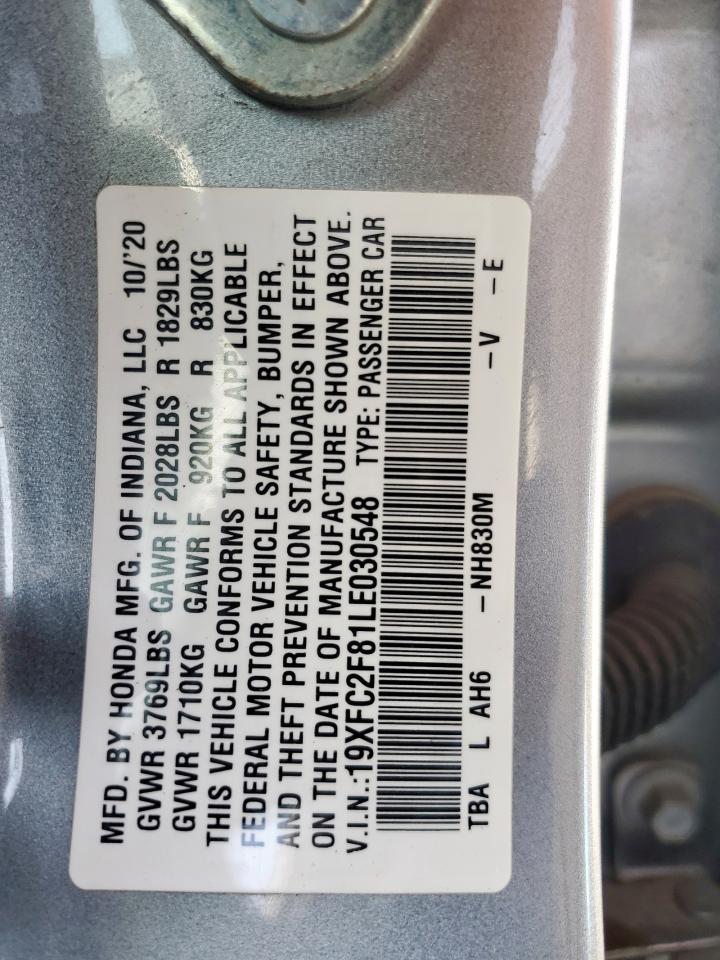 MFD. BY HONDA MFG. OF INDIANA, LLC 10/'20
GVWR 3769LBS GAWR F 2028LBS R 1829LBS
GVWR 1710KG GAWR F 920KG R 830KG
THIS VEHICLE CONFORMS TO ALL APPLICABLE
FEDERAL MOTOR VEHICLE SAFETY, BUMPER,
AND THEFT PREVENTION STANDARDS IN EFFECT
ON THE DATE OF MANUFACTURE SHOWN ABOVE.
V.I.N.:19XFC2F81LE030548 TYPE: PASSENGER CAR
TBA L AH6 -NH830M -V -E